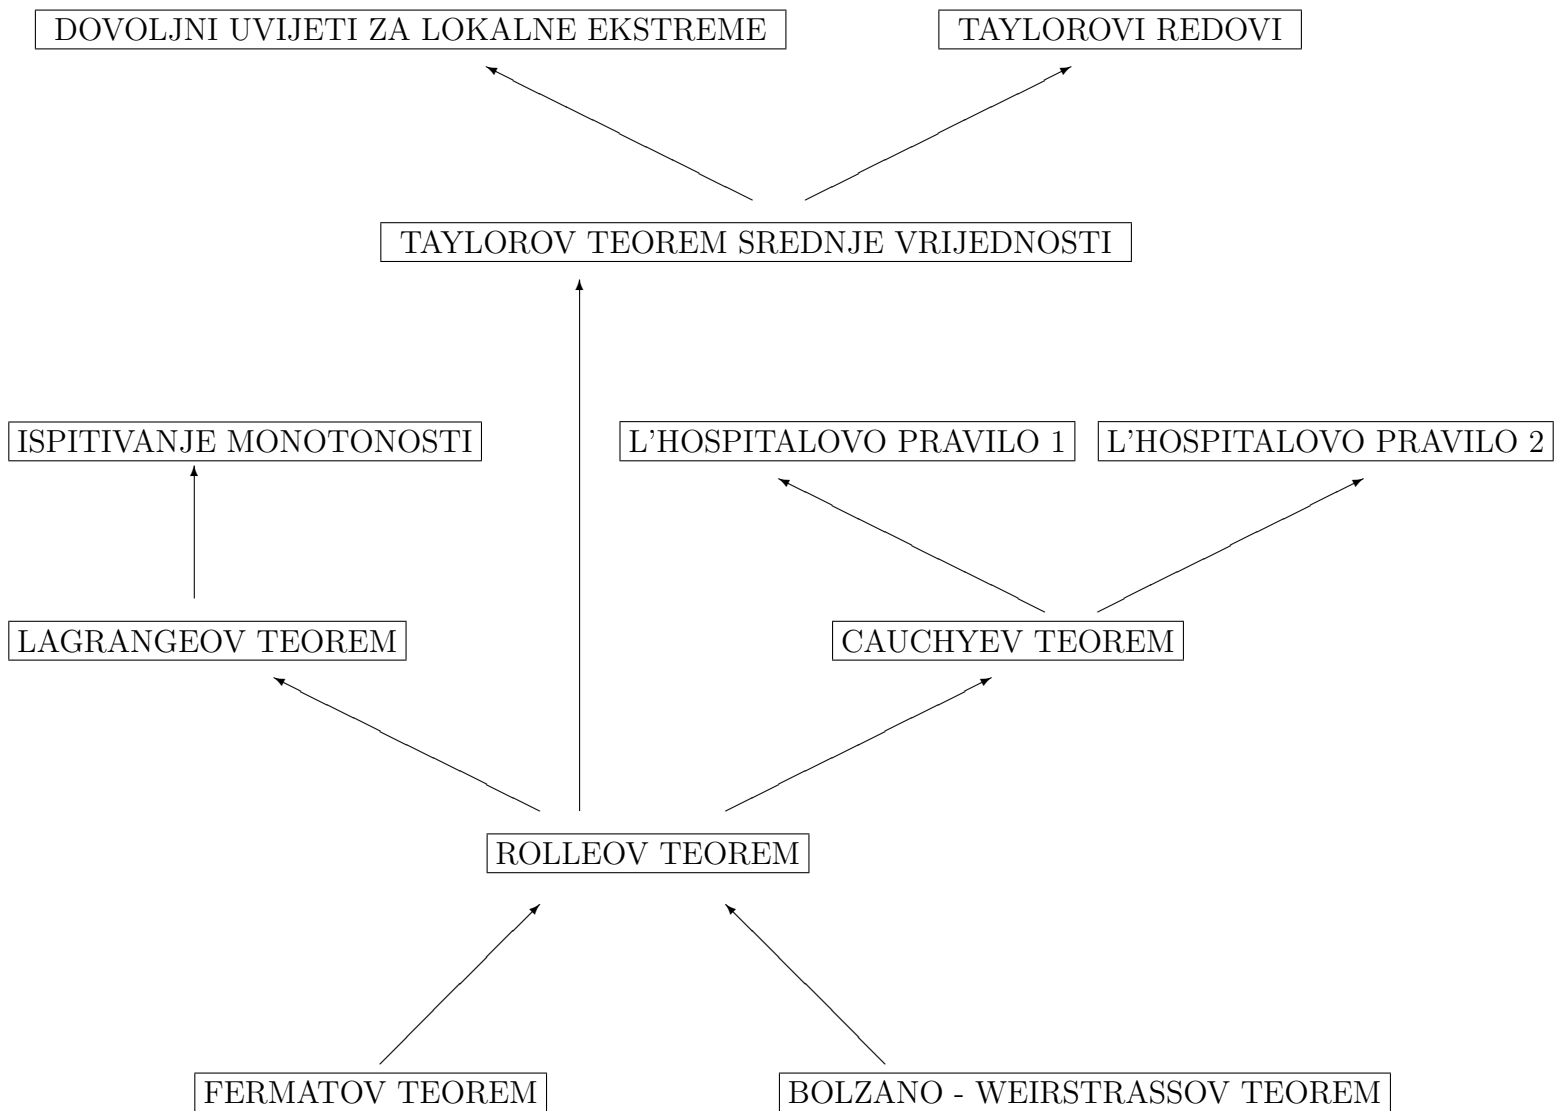 DOVOLJNI UVIJETI ZA LOKALNE EKSTREME
TAYLOROVI REDOVI
TAYLOROV TEOREM SREDNJE VRIJEDNOSTI
ISPITIVANJE MONOTONOSTI
L'HOSPITALOVO PRAVILO 1
L'HOSPITALOVO PRAVILO 2
LAGRANGEOV TEOREM
CAUCHYEV TEOREM
ROLLEOV TEOREM
FERMATOV TEOREM
BOLZANO - WEIRSTRASSOV TEOREM